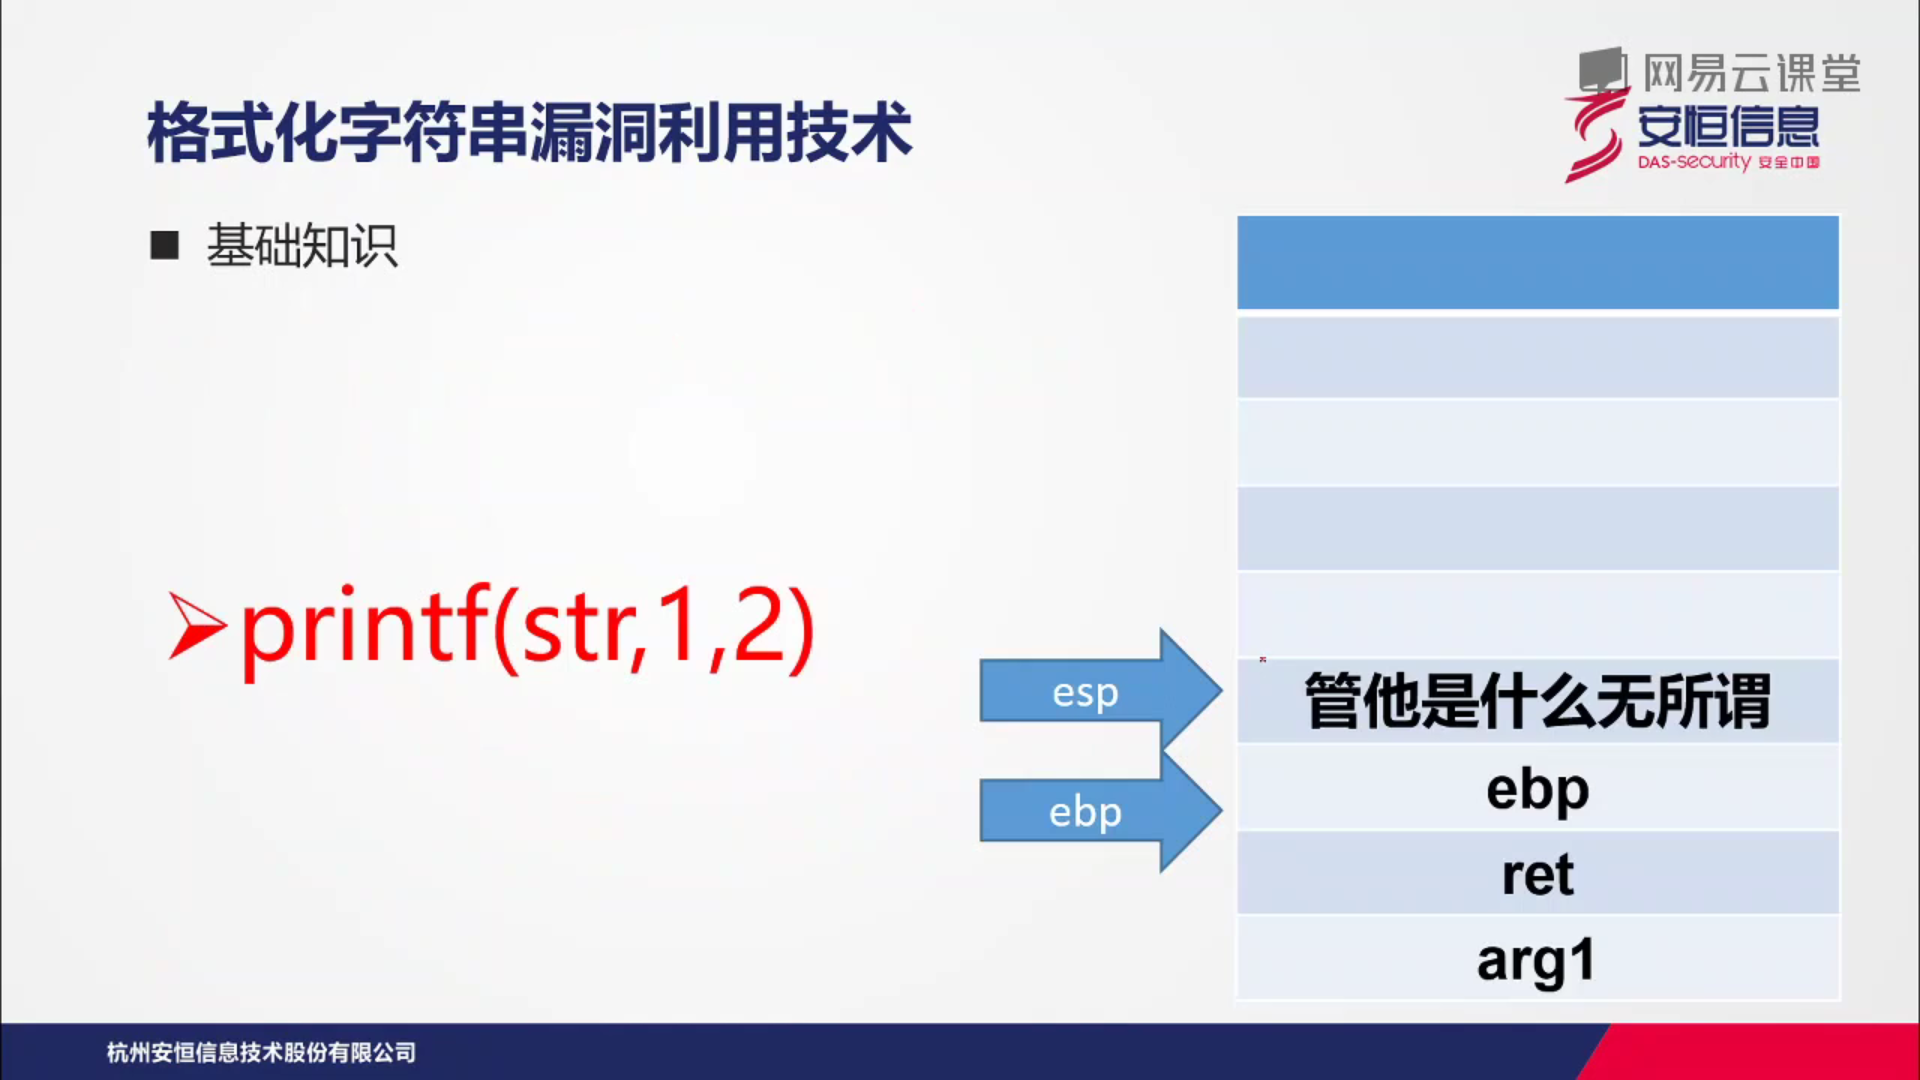 网易云课堂
安恒信息
DAS-security 安全中国
格式化字符串漏洞利用技术
■ 基础知识
➢printf(str,1,2)
esp
管他是什么无所谓
ebp
ebp
ret
arg1
杭州安恒信息技术股份有限公司